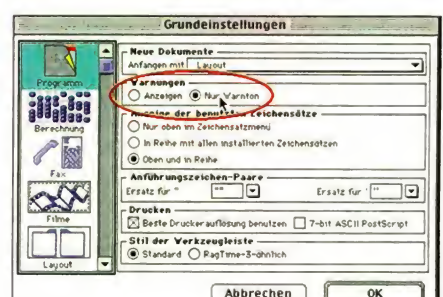 Grundeinstellungen
Neue Dokumente
Anfangen mit Layout
Programm
Warnungen
Anzeigen Nur Warnton
Anzeige der benutzten Zeichensätze
Berechnung
Nur oben im Zeichensatzmenü
In Reihe mit allen installierten Zeichensätzen
Oben und in Reihe
Fax
Anführungszeichen-Paare
Ersatz für " "" Ersatz für ' ''
Filme
Drucken
Beste Druckerauflösung benutzen 7-bit ASCII PostScript
Stil der Werkzeugleiste
Standard RagTime-3-ähnlich
Layout
Abbrechen OK